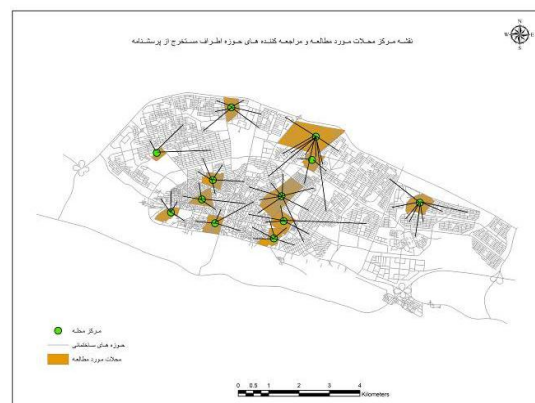 نقشه مرکز محلات مورد مطالعه و مراجعه کننده های حوزه اطراف مستخرج از پرسشنامه
N
W E
S
مرکز محله
حوزه های ساختمانی
محلات مورد مطالعه
0 0.5 1 2 3 4
Kilometers